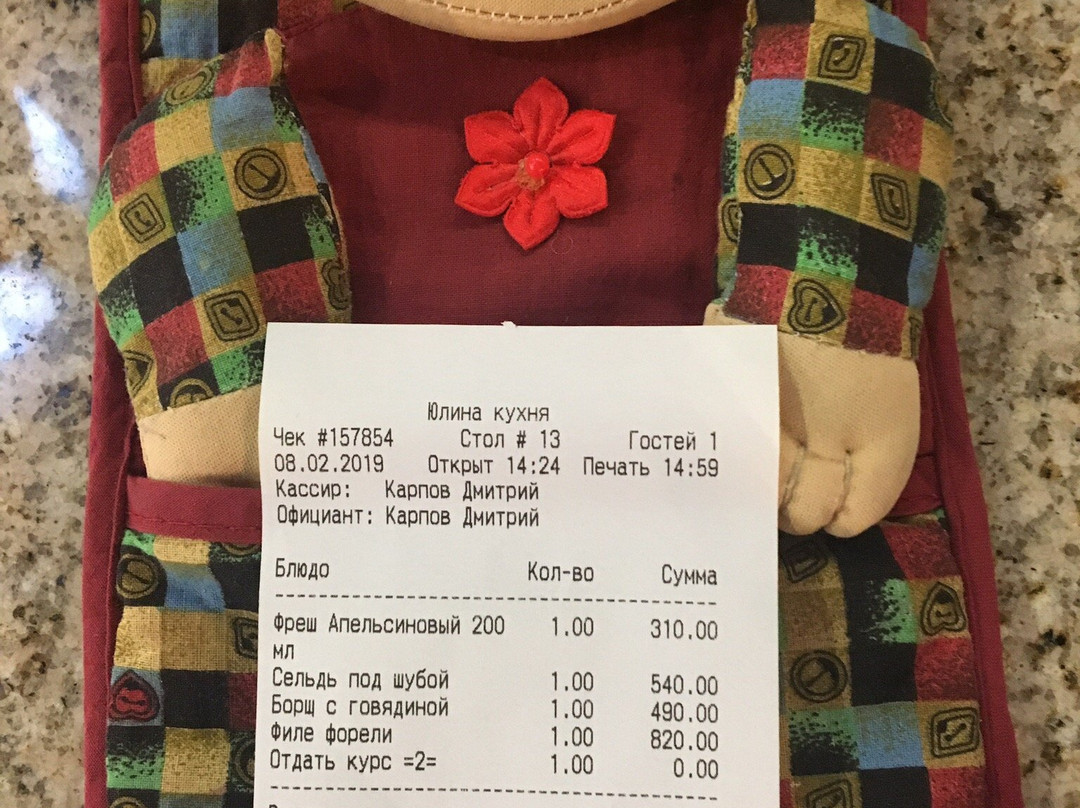 Юлина кухня
Чек #157854 Стол # 13 Гостей 1
08.02.2019 Открыт 14:24 Печать 14:59
Кассир: Карпов Дмитрий
Официант: Карпов Дмитрий
Блюдо Кол-во Сумма
Фреш Апельсиновый 200 1.00 310.00
мл
Сельдь под шубой 1.00 540.00
Борщ с говядиной 1.00 490.00
Филе форели 1.00 820.00
Отдать курс =2= 1.00 0.00